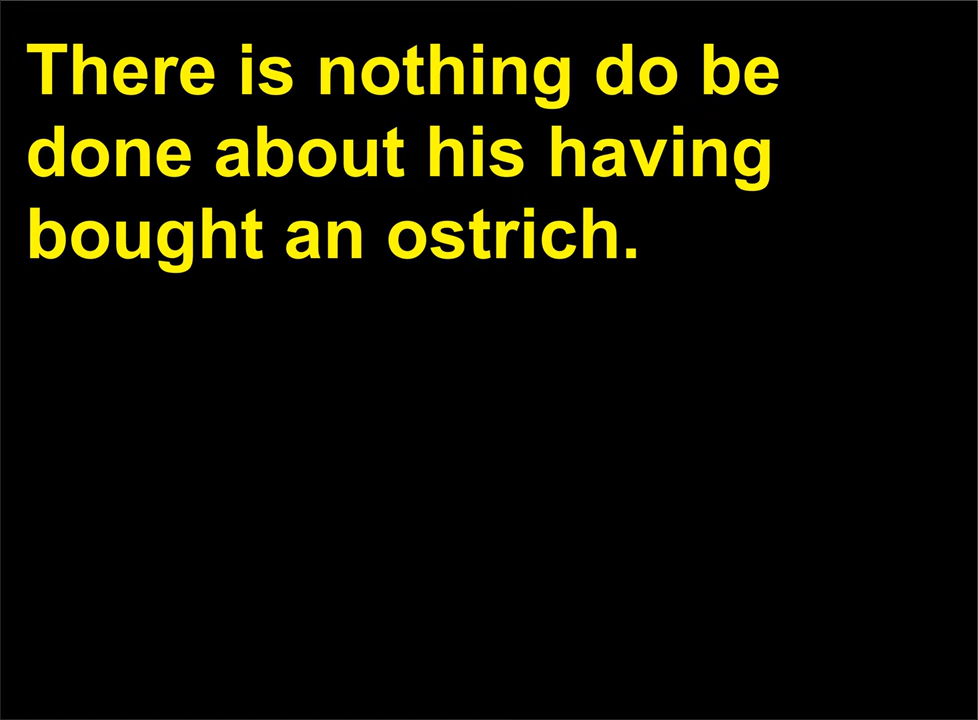 There is nothing do be
done about his having
bought an ostrich.